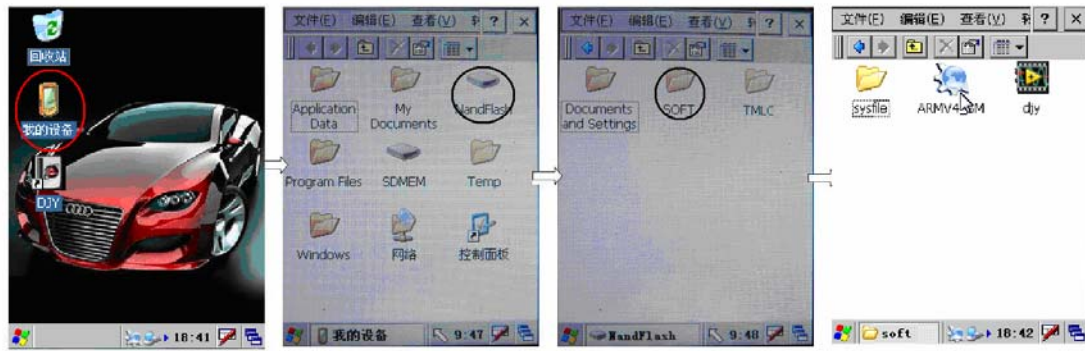 回收站
我的设备
DJY
18:41
文件(F) 编辑(E) 查看(V) ? ×
Application
Data
My
Documents
NandFlash
Program Files
SDMEM
Temp
Windows
网络
控制面板
我的设备
9:47
文件(F) 编辑(E) 查看(V) ? ×
Documents
and Settings
SOFT
TMLC
NandFlash
9:48
文件(F) 编辑(E) 查看(V) ? ×
sysfile
djy
soft
18:42